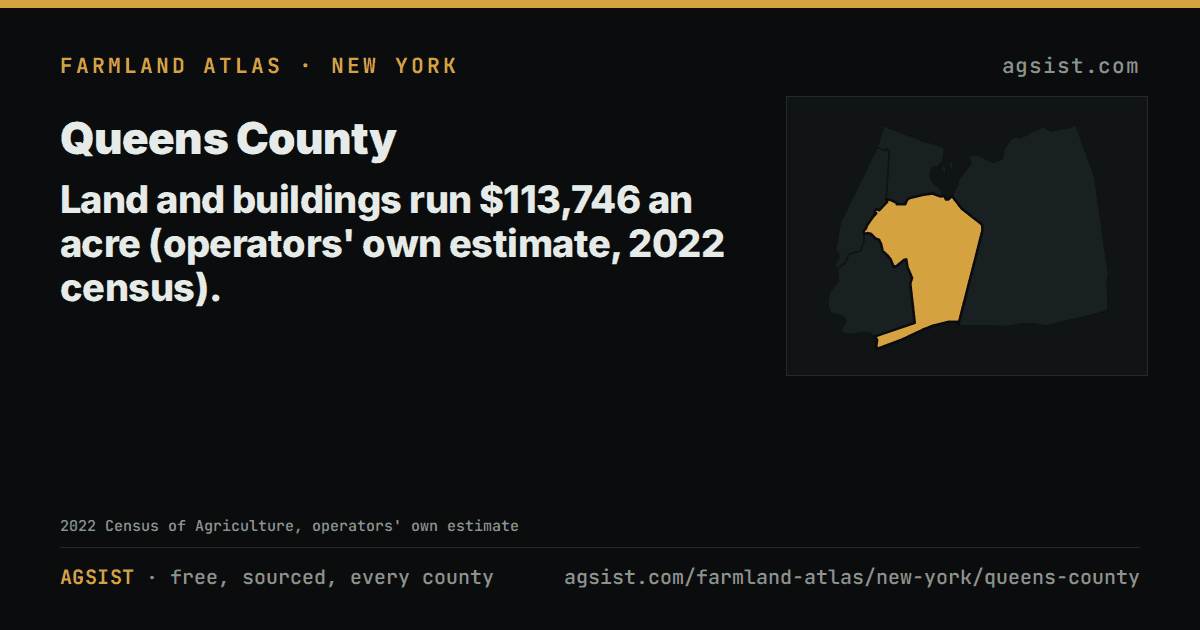 FARMLAND ATLAS · NEW YORK
agsist.com
Queens County
Land and buildings run $113,746 an
acre (operators' own estimate, 2022
census).
2022 Census of Agriculture, operators' own estimate
AGSIST · free, sourced, every county
agsist.com/farmland-atlas/new-york/queens-county